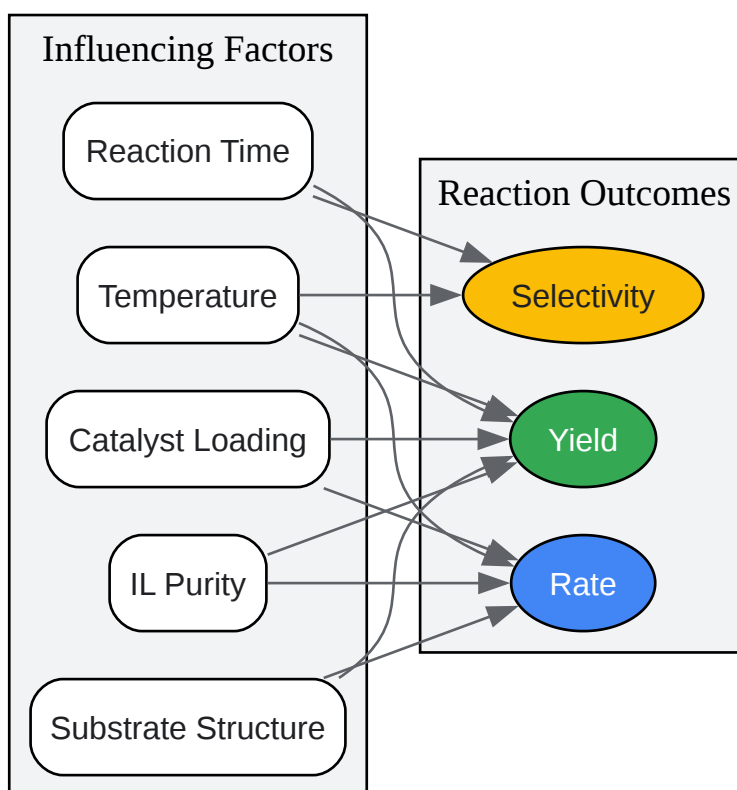 Influencing Factors
Reaction Time
Temperature
Catalyst Loading
IL Purity
Substrate Structure
Reaction Outcomes
Selectivity
Yield
Rate